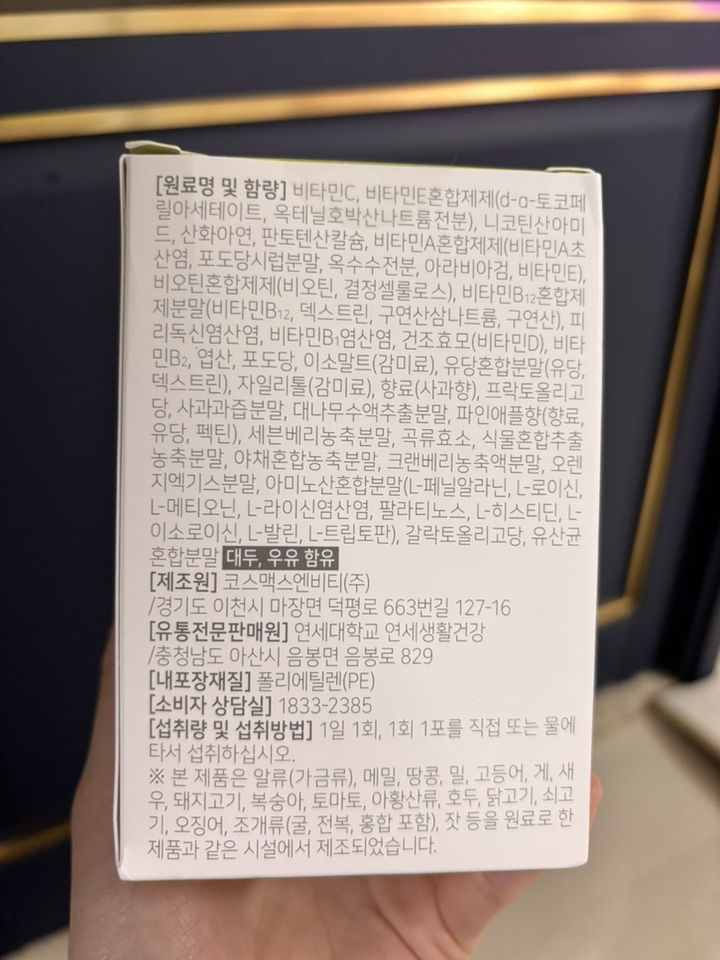 [원료명 및 함량] 비타민C, 비타민E혼합제제(d-α-토코페
릴아세테이트, 옥테닐호박산나트륨전분), 니코틴산아미
드, 산화아연, 판토텐산칼슘, 비타민A혼합제제(비타민A초
산염, 포도당시럽분말, 옥수수전분, 아라비아검, 비타민E),
비오틴혼합제제(비오틴, 결정셀룰로스), 비타민B₁₂혼합제
제분말(비타민B₁₂, 덱스트린, 구연산삼나트륨, 구연산), 피
리독신염산염, 비타민B₁염산염, 건조효모(비타민D), 비타
민B₂, 엽산, 포도당, 이소말트(감미료), 유당혼합분말(유당,
덱스트린), 자일리톨(감미료), 향료(사과향), 프락토올리고
당, 사과과즙분말, 대나무수액추출분말, 파인애플향(향료,
유당, 펙틴), 세븐베리농축분말, 곡류효소, 식물혼합추출
농축분말, 야채혼합농축분말, 크랜베리농축액분말, 오렌
지엑기스분말, 아미노산혼합분말(L-페닐알라닌, L-로이신,
L-메티오닌, L-라이신염산염, 팔라티노스, L-히스티딘, L-
이소로이신, L-발린, L-트립토판), 갈락토올리고당, 유산균
혼합분말 대두, 우유 함유
[제조원] 코스맥스엔비티(주)
/경기도 이천시 마장면 덕평로 663번길 127-16
[유통전문판매원] 연세대학교 연세생활건강
/충청남도 아산시 음봉면 음봉로 829
[내포장재질] 폴리에틸렌(PE)
[소비자 상담실] 1833-2385
[섭취량 및 섭취방법] 1일 1회, 1회 1포를 직접 또는 물에
타서 섭취하십시오.
※ 본 제품은 알류(가금류), 메밀, 땅콩, 밀, 고등어, 게, 새
우, 돼지고기, 복숭아, 토마토, 아황산류, 호두, 닭고기, 쇠고
기, 오징어, 조개류(굴, 전복, 홍합 포함), 잣 등을 원료로 한
제품과 같은 시설에서 제조되었습니다.